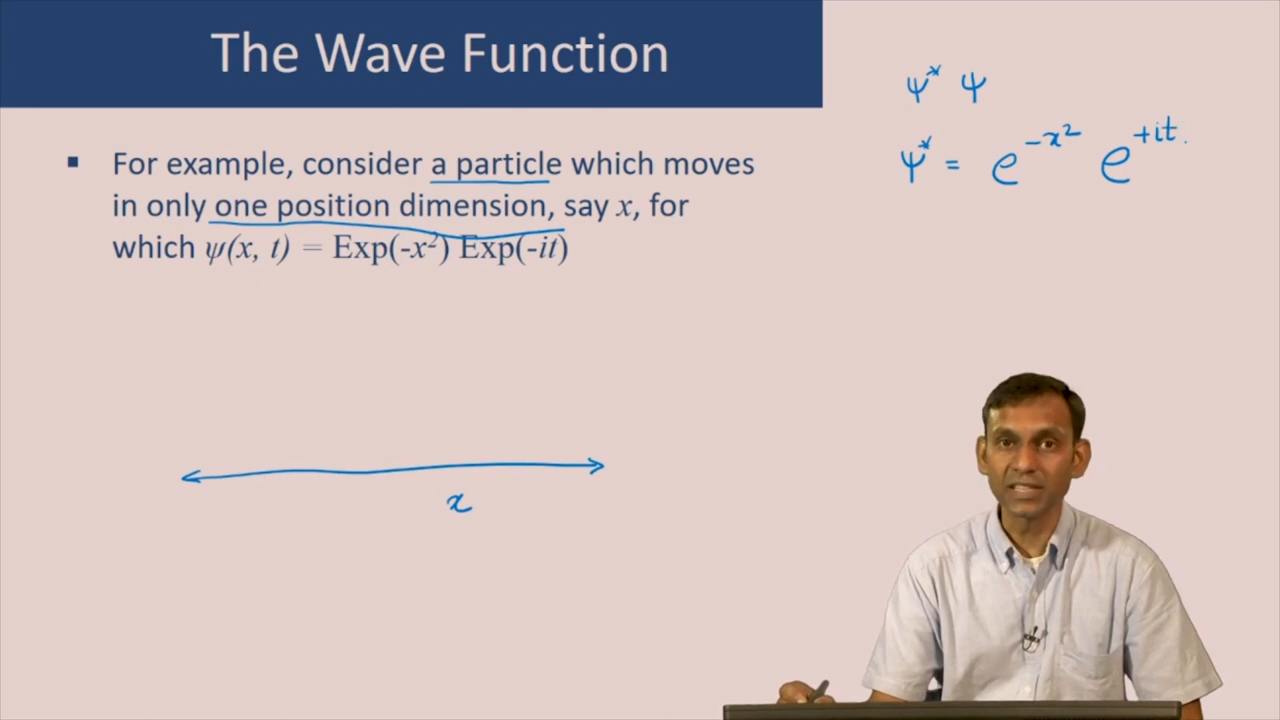 The Wave Function
▪ For example, consider a particle which moves
in only one position dimension, say x, for
which ψ(x, t) = Exp(-x²) Exp(-it)
ψ* ψ
ψ* = e^{-x²} e^{+it}.
x